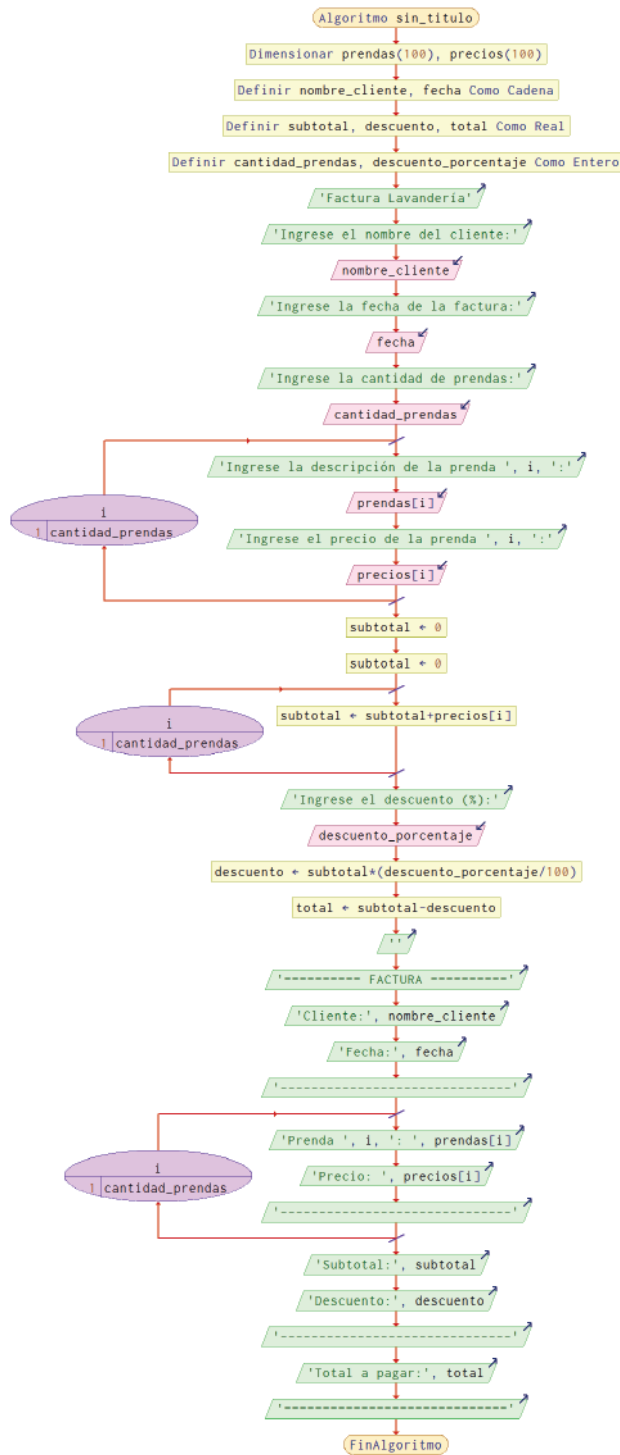 Algoritmo sin_titulo
Dimensionar prendas(100), precios(100)
Definir nombre_cliente, fecha Como Cadena
Definir subtotal, descuento, total Como Real
Definir cantidad_prendas, descuento_porcentaje Como Entero
'Factura Lavandería'
'Ingrese el nombre del cliente:'
nombre_cliente
'Ingrese la fecha de la factura:'
fecha
'Ingrese la cantidad de prendas:'
cantidad_prendas
i
1 cantidad_prendas
'Ingrese la descripción de la prenda ', i, ':'
prendas[i]
'Ingrese el precio de la prenda ', i, ':'
precios[i]
subtotal ← 0
subtotal ← 0
i
1 cantidad_prendas
subtotal ← subtotal+precios[i]
'Ingrese el descuento (%):'
descuento_porcentaje
descuento ← subtotal*(descuento_porcentaje/100)
total ← subtotal-descuento
''
'---------- FACTURA ----------'
'Cliente:', nombre_cliente
'Fecha:', fecha
'-----------------------------'
i
1 cantidad_prendas
'Prenda ', i, ': ', prendas[i]
'Precio: ', precios[i]
'-----------------------------'
'Subtotal:', subtotal
'Descuento:', descuento
'-----------------------------'
'Total a pagar:', total
'============================'
FinAlgoritmo